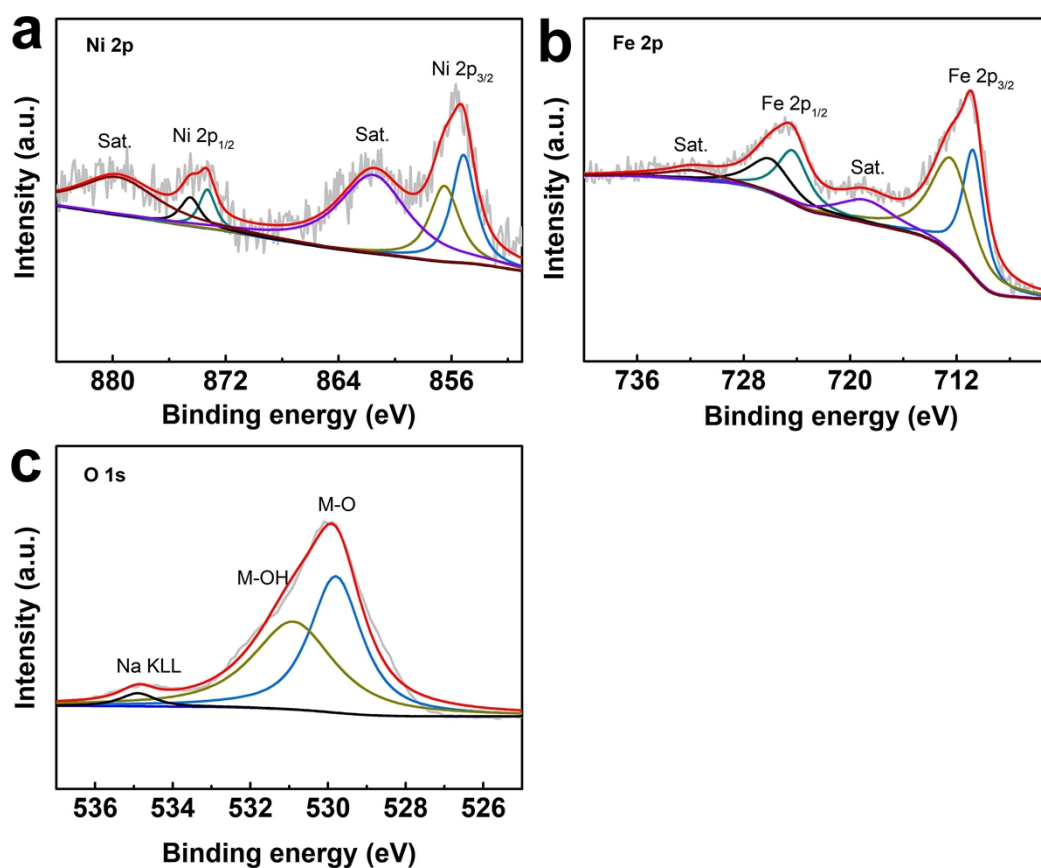 a
Ni 2p
Sat.
Ni 2p1/2
Sat.
Ni 2p3/2
Intensity (a.u.)
880 872 864 856
Binding energy (eV)
b
Fe 2p
Sat.
Fe 2p1/2
Sat.
Fe 2p3/2
Intensity (a.u.)
736 728 720 712
Binding energy (eV)
c
O 1s
Na KLL
M-OH
M-O
Intensity (a.u.)
536 534 532 530 528 526
Binding energy (eV)